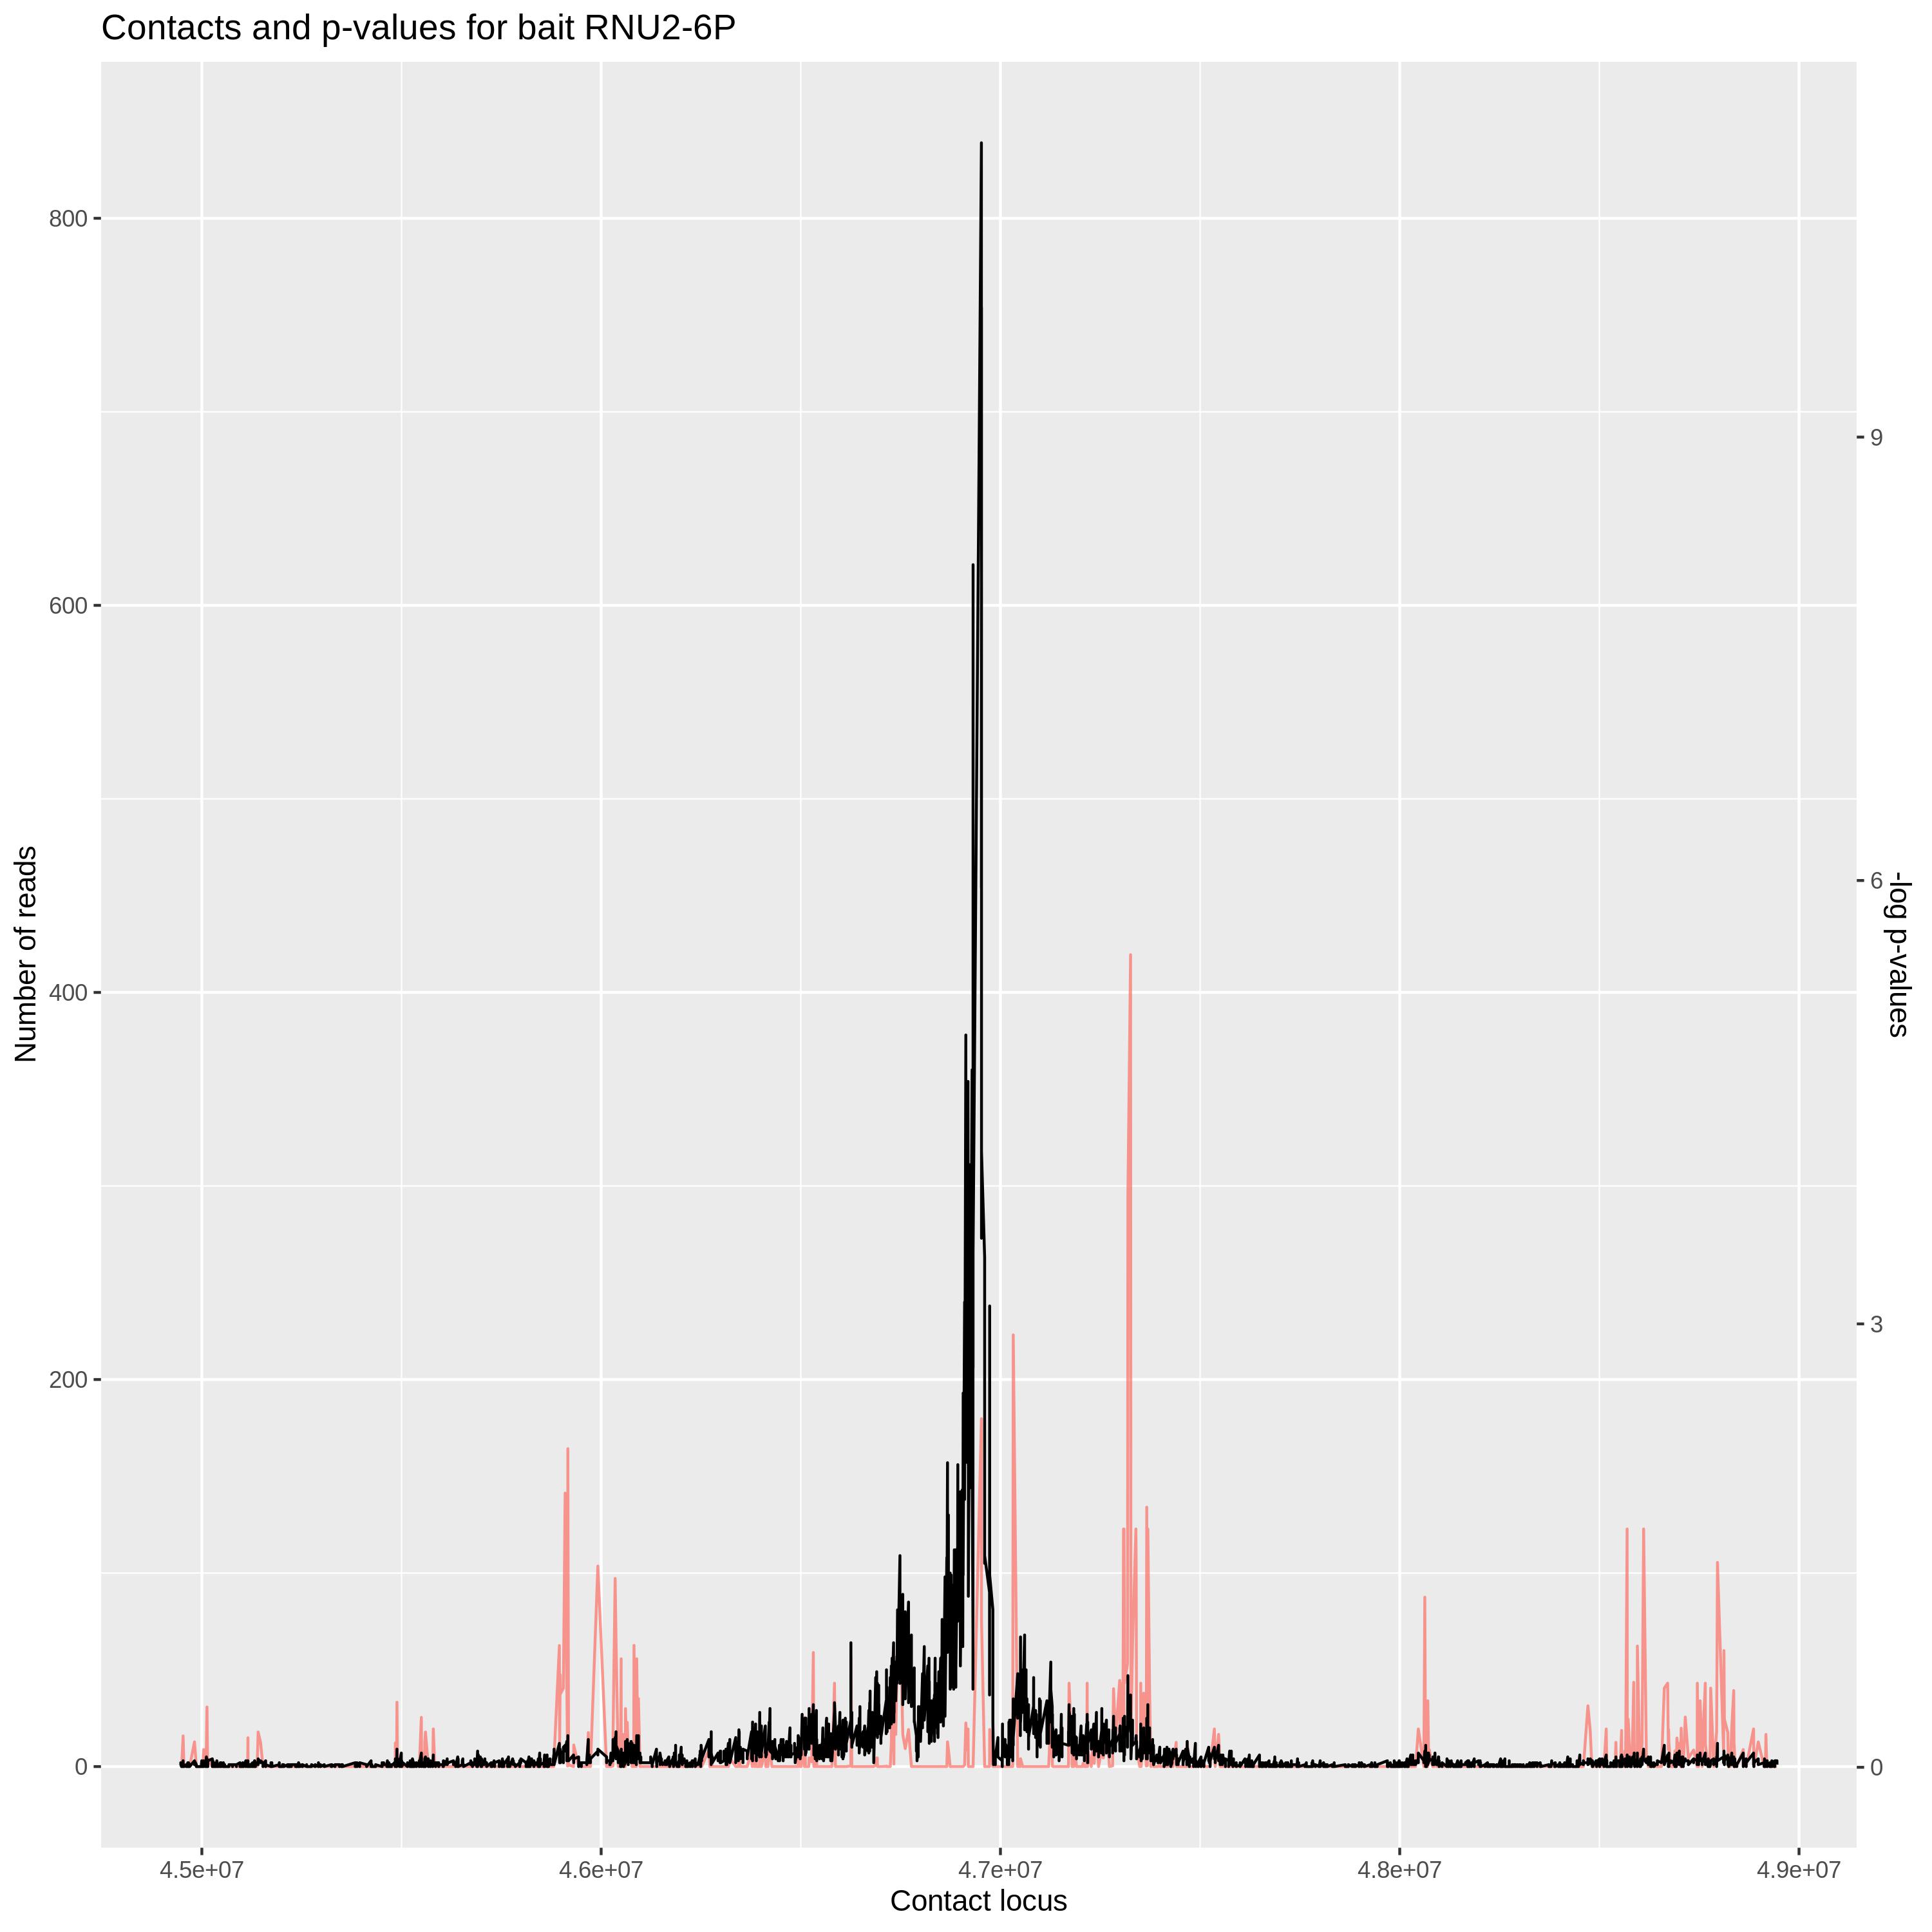 Contacts and p-values for bait RNU2-6P
Number of reads
800
600
400
200
0
9
6
3
0
-log p-values
4.5e+07
4.6e+07
4.7e+07
4.8e+07
4.9e+07
Contact locus